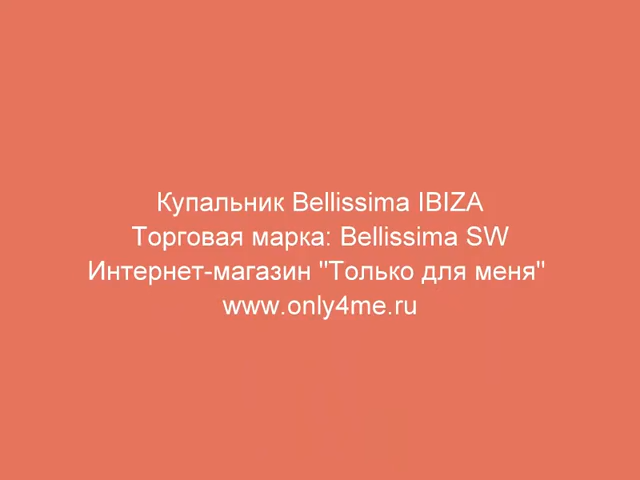 Купальник Bellissima IBIZA
Торговая марка: Bellissima SW
Интернет-магазин "Только для меня"
www.only4me.ru